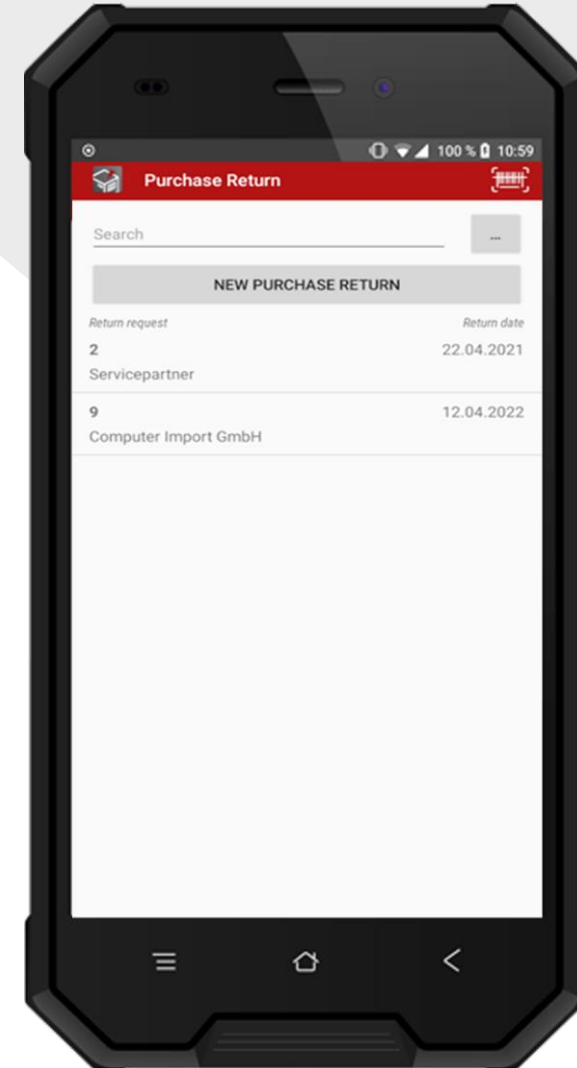 100 % 10:59
Purchase Return
Search ...
NEW PURCHASE RETURN
Return request Return date
2 22.04.2021
Servicepartner
9 12.04.2022
Computer Import GmbH